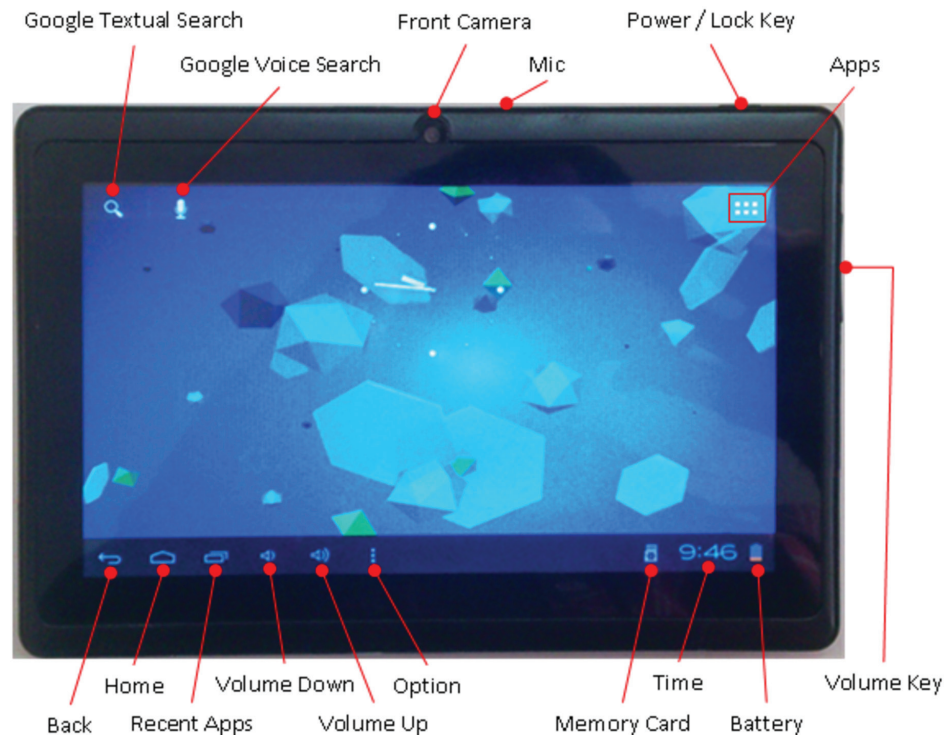 Google Textual Search
Front Camera
Power / Lock Key
Google Voice Search
Mic
Apps
9:46
Home
Volume Down
Option
Time
Volume Key
Back
Recent Apps
Volume Up
Memory Card
Battery